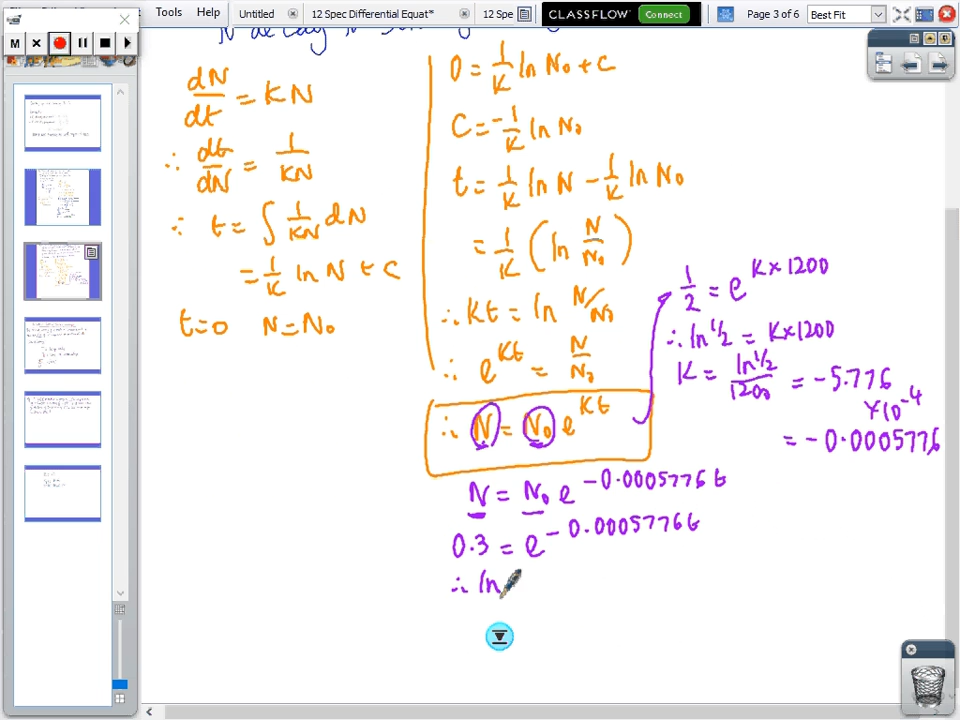 Tools Help Untitled 12 Spec Differential Equat* 12 Spe CLASSFLOW Connect Page 3 of 6 Best Fit
M
N decay
dN/dt = KN
∴ dt/dN = 1/KN
∴ t = ∫ 1/KN dN
= 1/K ln N + C
t=0 N=N₀
0 = 1/K ln N₀ + C
C = -1/K ln N₀
t = 1/K ln N - 1/K ln N₀
= 1/K (ln N/N₀)
∴ Kt = ln N/N₀
∴ e^Kt = N/N₀
∴ N = N₀ e^Kt
N = N₀ e^-0.0005776t
0.3 = e^-0.0005776t
∴ ln
1/2 = e^K×1200
∴ ln 1/2 = K×1200
K = ln 1/2 / 1200 = -5.776 ×10^-4
= -0.0005776